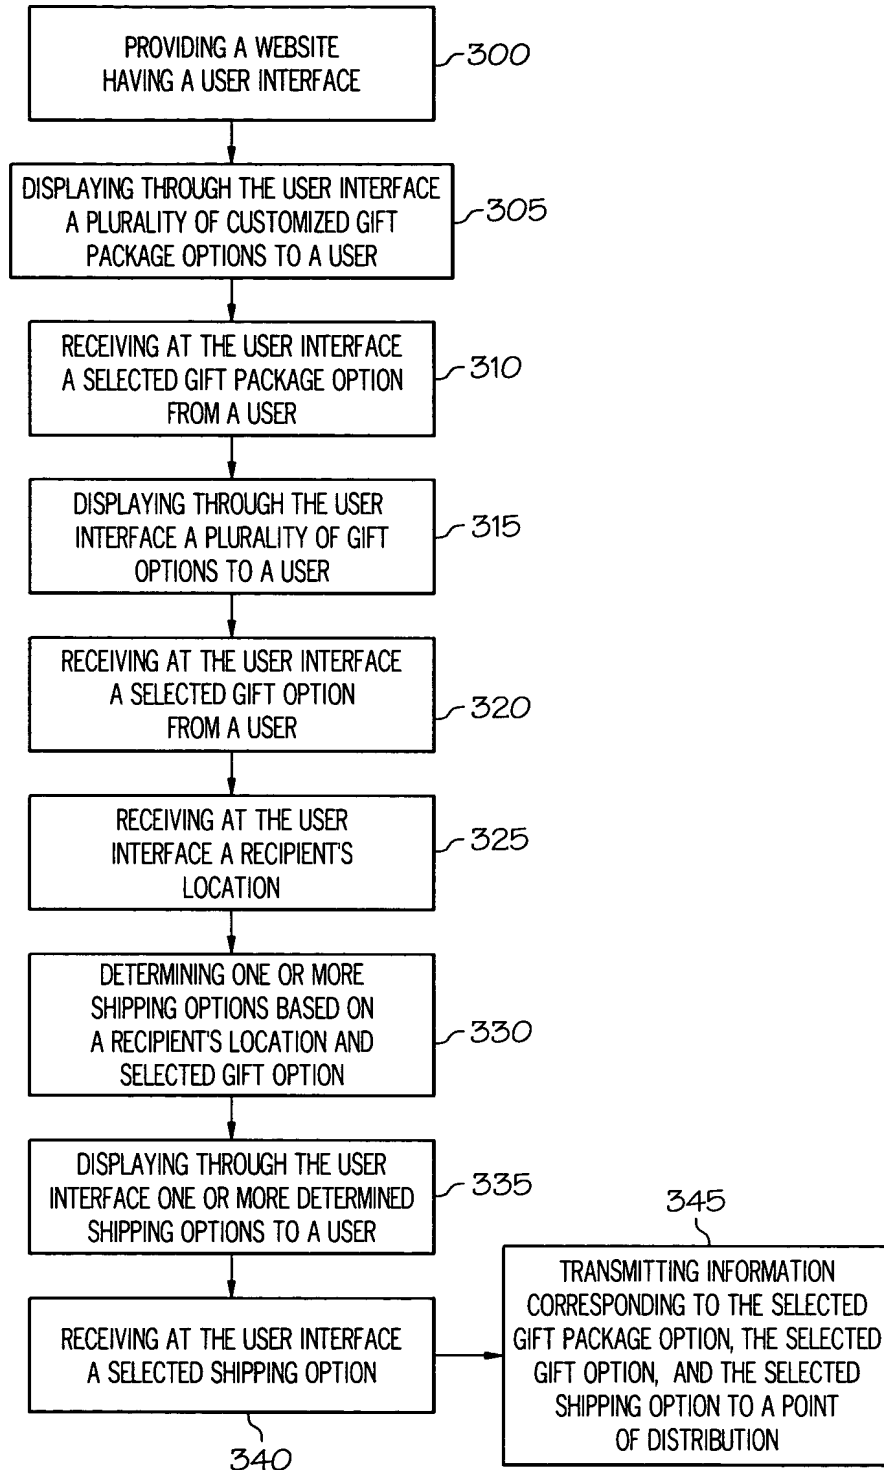 PROVIDING A WEBSITE
HAVING A USER INTERFACE
300
DISPLAYING THROUGH THE USER INTERFACE
A PLURALITY OF CUSTOMIZED GIFT
PACKAGE OPTIONS TO A USER
305
RECEIVING AT THE USER INTERFACE
A SELECTED GIFT PACKAGE OPTION
FROM A USER
310
DISPLAYING THROUGH THE USER
INTERFACE A PLURALITY OF GIFT
OPTIONS TO A USER
315
RECEIVING AT THE USER INTERFACE
A SELECTED GIFT OPTION
FROM A USER
320
RECEIVING AT THE USER
INTERFACE A RECIPIENT'S
LOCATION
325
DETERMINING ONE OR MORE
SHIPPING OPTIONS BASED ON
A RECIPIENT'S LOCATION AND
SELECTED GIFT OPTION
330
DISPLAYING THROUGH THE USER
INTERFACE ONE OR MORE DETERMINED
SHIPPING OPTIONS TO A USER
335
RECEIVING AT THE USER INTERFACE
A SELECTED SHIPPING OPTION
340
345
TRANSMITTING INFORMATION
CORRESPONDING TO THE SELECTED
GIFT PACKAGE OPTION, THE SELECTED
GIFT OPTION, AND THE SELECTED
SHIPPING OPTION TO A POINT
OF DISTRIBUTION